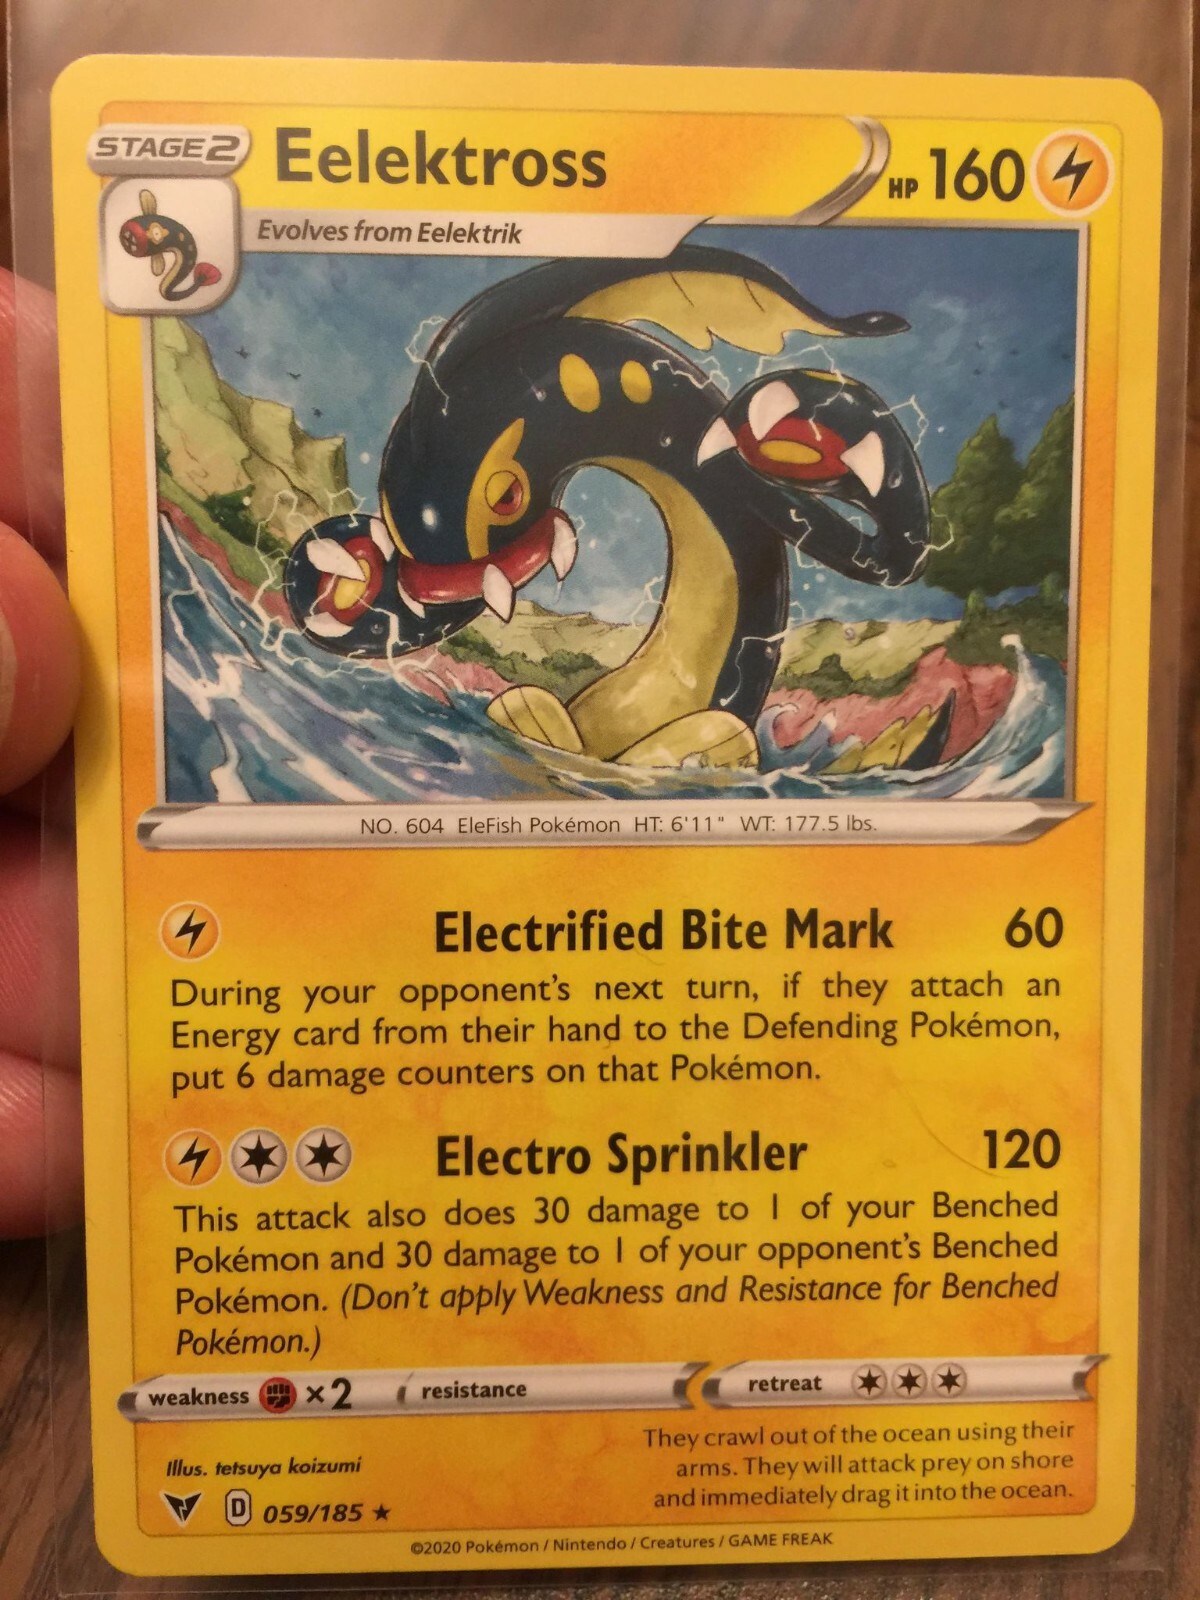 STAGE 2
Eelektross
HP 160
Evolves from Eelektrik
NO. 604 EleFish Pokémon HT: 6'11" WT: 177.5 lbs.
Electrified Bite Mark 60
During your opponent's next turn, if they attach an
Energy card from their hand to the Defending Pokémon,
put 6 damage counters on that Pokémon.
Electro Sprinkler 120
This attack also does 30 damage to 1 of your Benched
Pokémon and 30 damage to 1 of your opponent's Benched
Pokémon. (Don't apply Weakness and Resistance for Benched
Pokémon.)
weakness ×2 resistance retreat
They crawl out of the ocean using their
arms. They will attack prey on shore
and immediately drag it into the ocean.
Illus. tetsuya koizumi
D 059/185 ★
©2020 Pokémon / Nintendo / Creatures / GAME FREAK